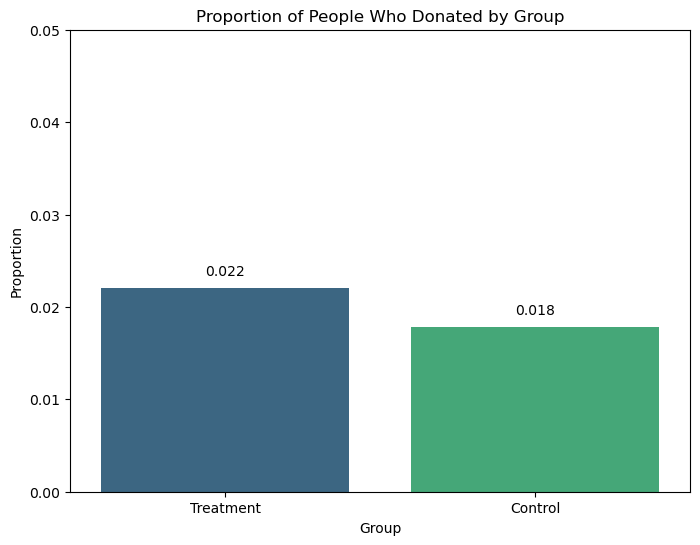 Proportion of People Who Donated by Group
0.05
0.04
0.03
0.02
0.01
0.00
Proportion
0.022
0.018
Treatment
Control
Group